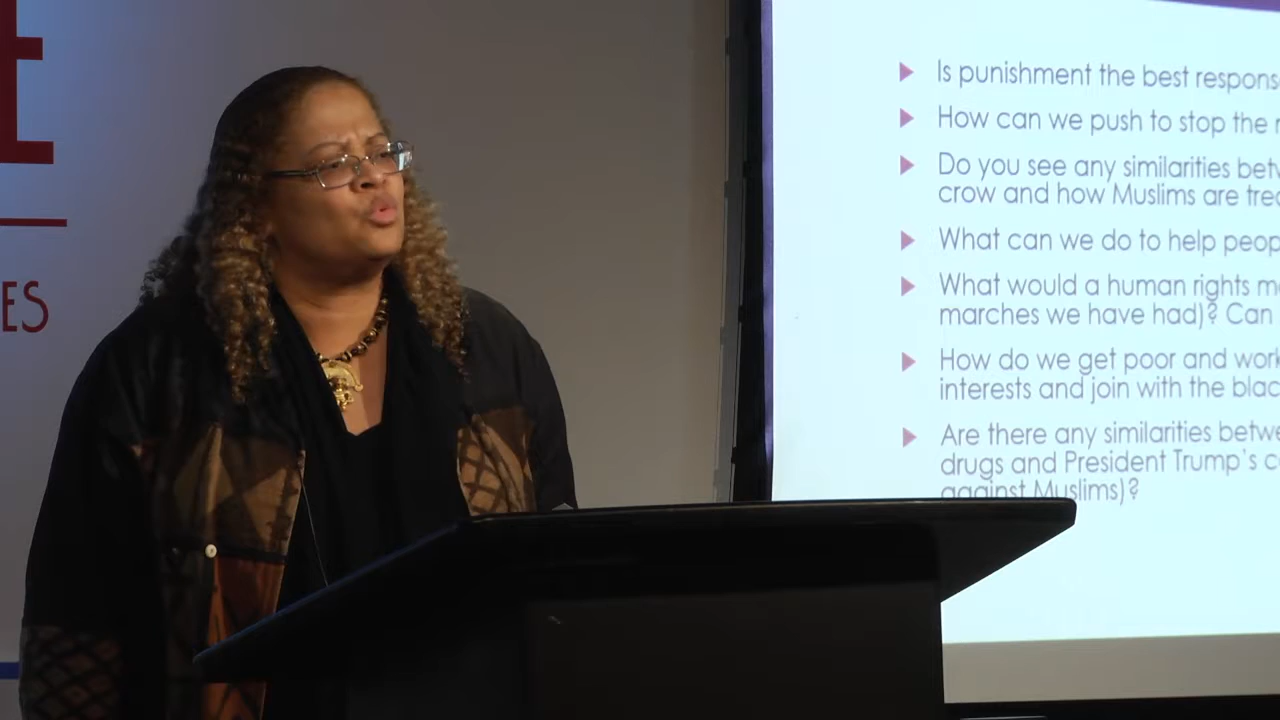 E
ES
Is punishment the best respons
How can we push to stop the
Do you see any similarities betw
crow and how Muslims are trea
What can we do to help peop
What would a human rights m
marches we have had)? Can
How do we get poor and work
interests and join with the blac
Are there any similarities betwe
drugs and President Trump's c
against Muslims)?